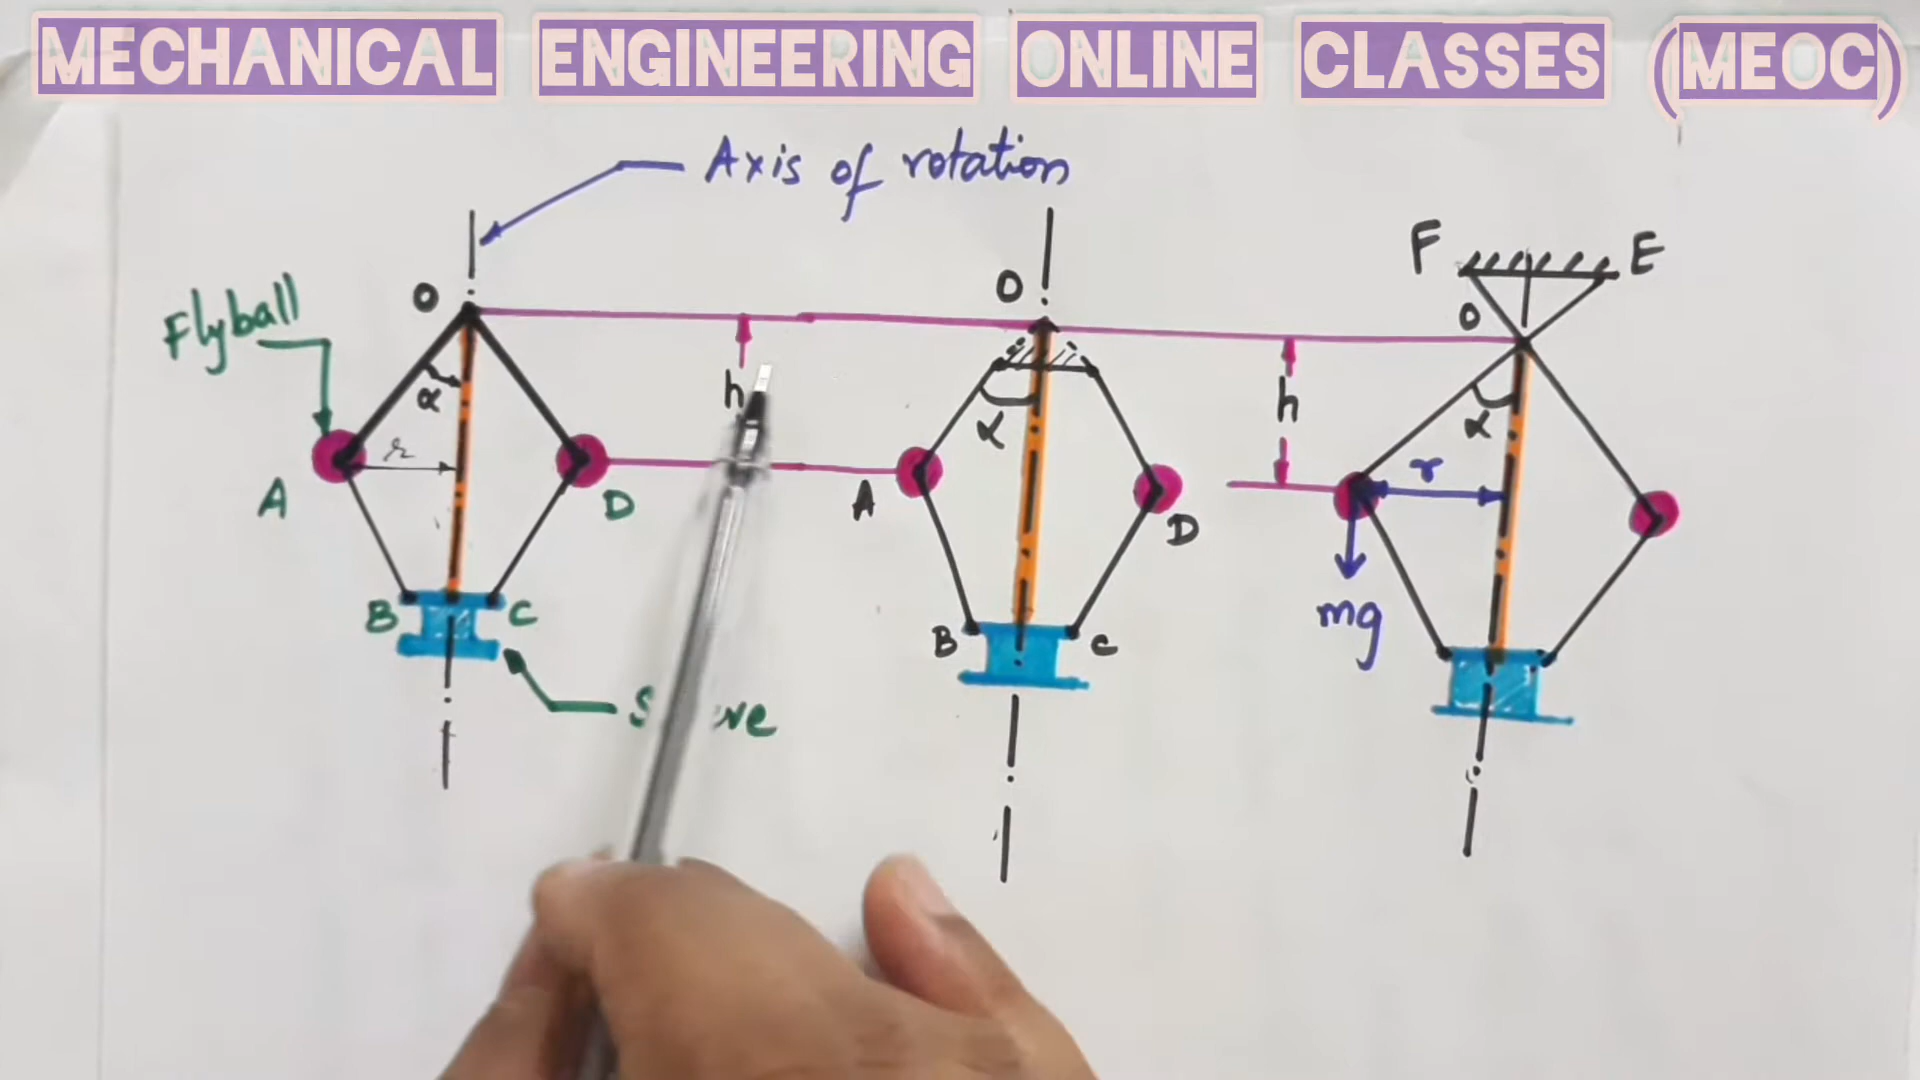 MECHANICAL ENGINEERING ONLINE CLASSES (MEOC)
Axis of rotation
F E
Flyball
O O O
α h α h α
r r
A D A D
B C B C
mg